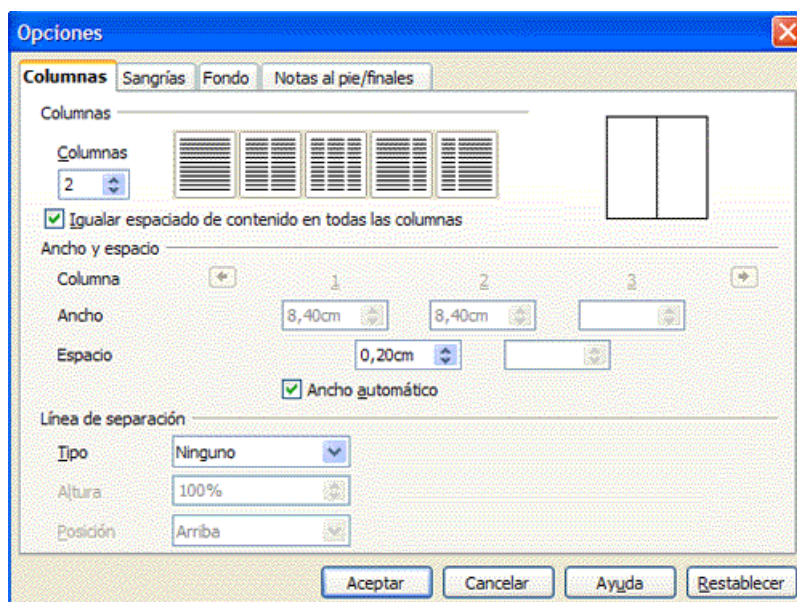 Opciones
Columnas Sangrías Fondo Notas al pie/finales
Columnas
Columnas
2
Igualar espaciado de contenido en todas las columnas
Ancho y espacio
Columna 1 2 3
Ancho 8,40cm 8,40cm
Espacio 0,20cm
Ancho automático
Línea de separación
Tipo Ninguno
Altura 100%
Posición Arriba
Aceptar Cancelar Ayuda Restablecer